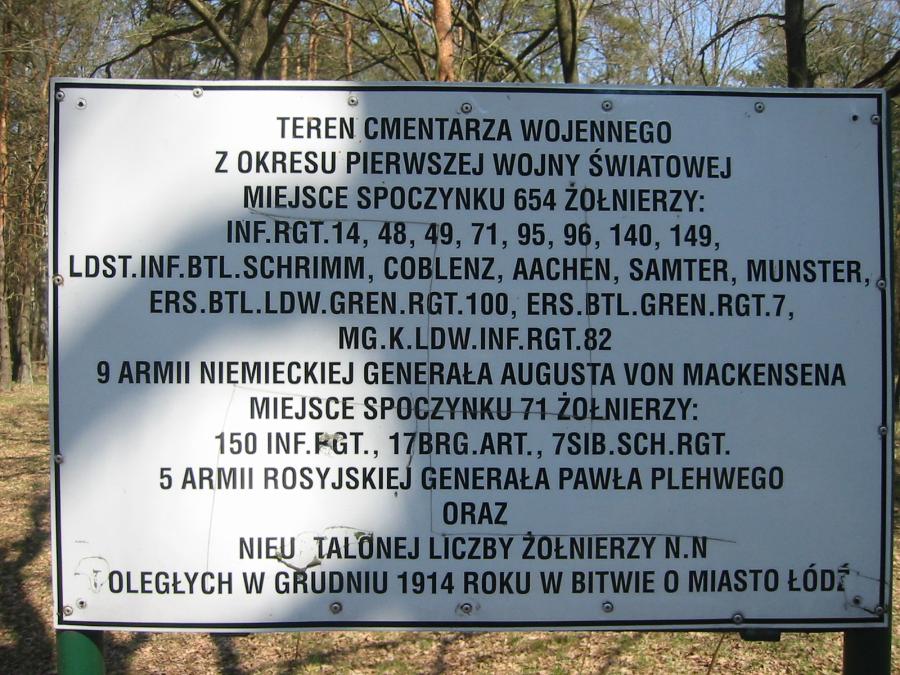 TEREN CMENTARZA WOJENNEGO
Z OKRESU PIERWSZEJ WOJNY ŚWIATOWEJ
MIEJSCE SPOCZYNKU 654 ŻOŁNIERZY:
INF.RGT.14, 48, 49, 71, 95, 96, 140, 149,
LDST.INF.BTL.SCHRIMM, COBLENZ, AACHEN, SAMTER, MUNSTER,
ERS.BTL.LDW.GREN.RGT.100, ERS.BTL.GREN.RGT.7,
MG.K.LDW.INF.RGT.82
9 ARMII NIEMIECKIEJ GENERAŁA AUGUSTA VON MACKENSENA
MIEJSCE SPOCZYNKU 71 ŻOŁNIERZY:
150 INF.RGT., 17BRG.ART., 7SIB.SCH.RGT.
5 ARMII ROSYJSKIEJ GENERAŁA PAWŁA PLEHWEGO
ORAZ
NIEU TALONEJ LICZBY ŻOŁNIERZY N.N
OLEGŁYCH W GRUDNIU 1914 ROKU W BITWIE O MIASTO ŁÓDŹ